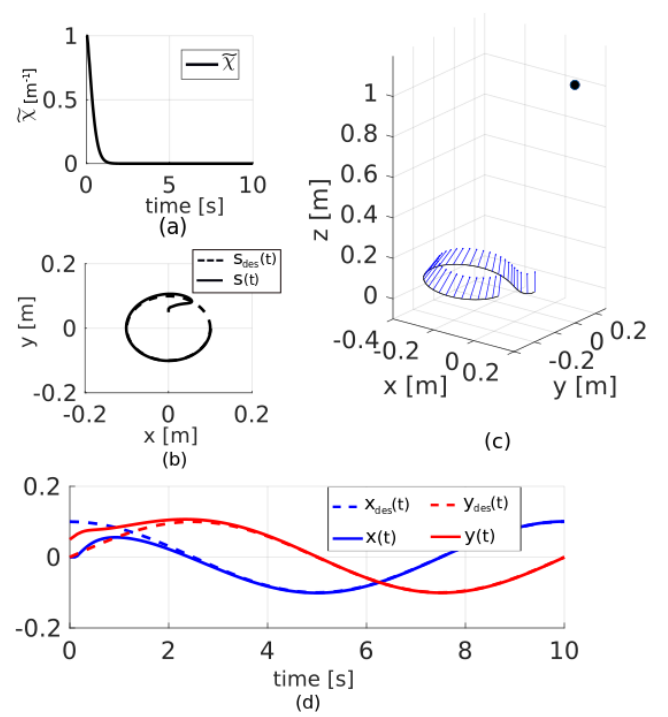 1
0.5
0
χ̃ [m⁻¹]
χ̃
0
5
10
time [s]
(a)
0.2
0
-0.2
y [m]
s_des(t)
s(t)
-0.2
0
0.2
x [m]
(b)
1
0.8
0.6
0.4
0.2
0
z [m]
-0.4
-0.2
0
0.2
x [m]
-0.2
0
0.2
y [m]
(c)
0.2
0
-0.2
x_des(t)
y_des(t)
x(t)
y(t)
0
2
4
6
8
10
time [s]
(d)